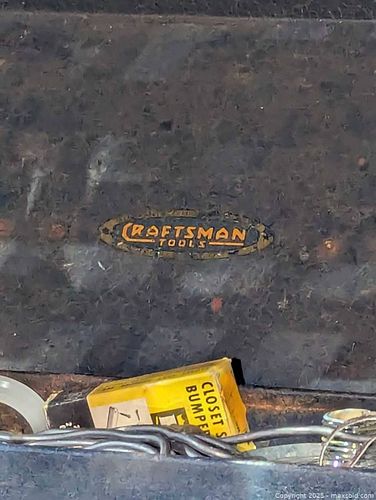 CRAFTSMAN
TOOLS
CLOSET S
BUMPE
Copyright 2025 - maxsold.com